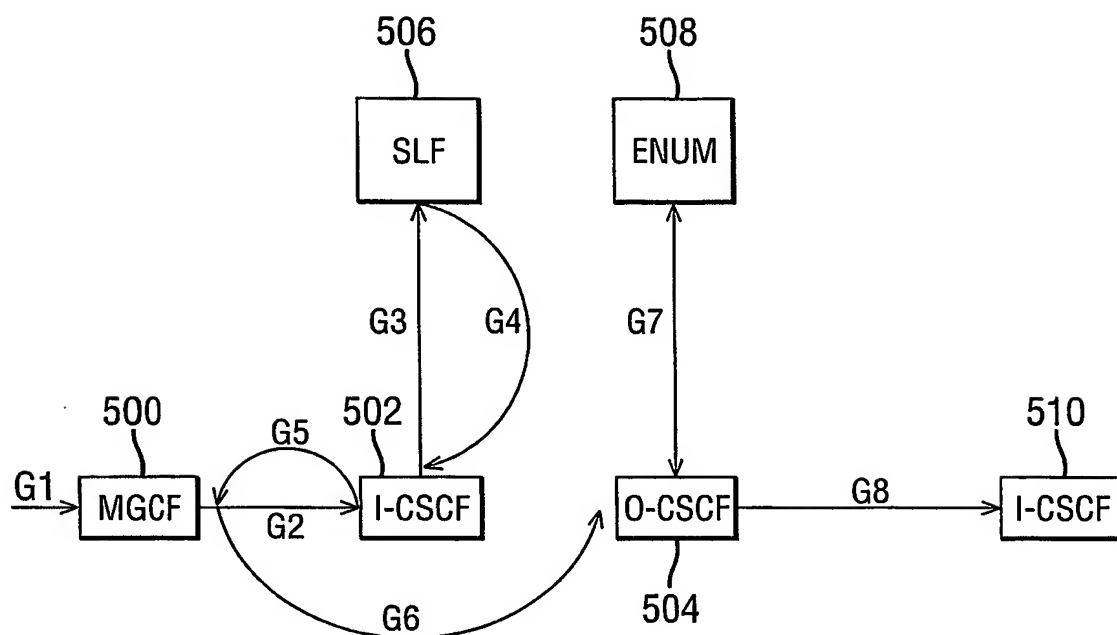 506
508
SLF
ENUM
G3
G4
G7
500
502
510
G5
G1
MGCF
G2
I-CSCF
O-CSCF
G8
I-CSCF
504
G6